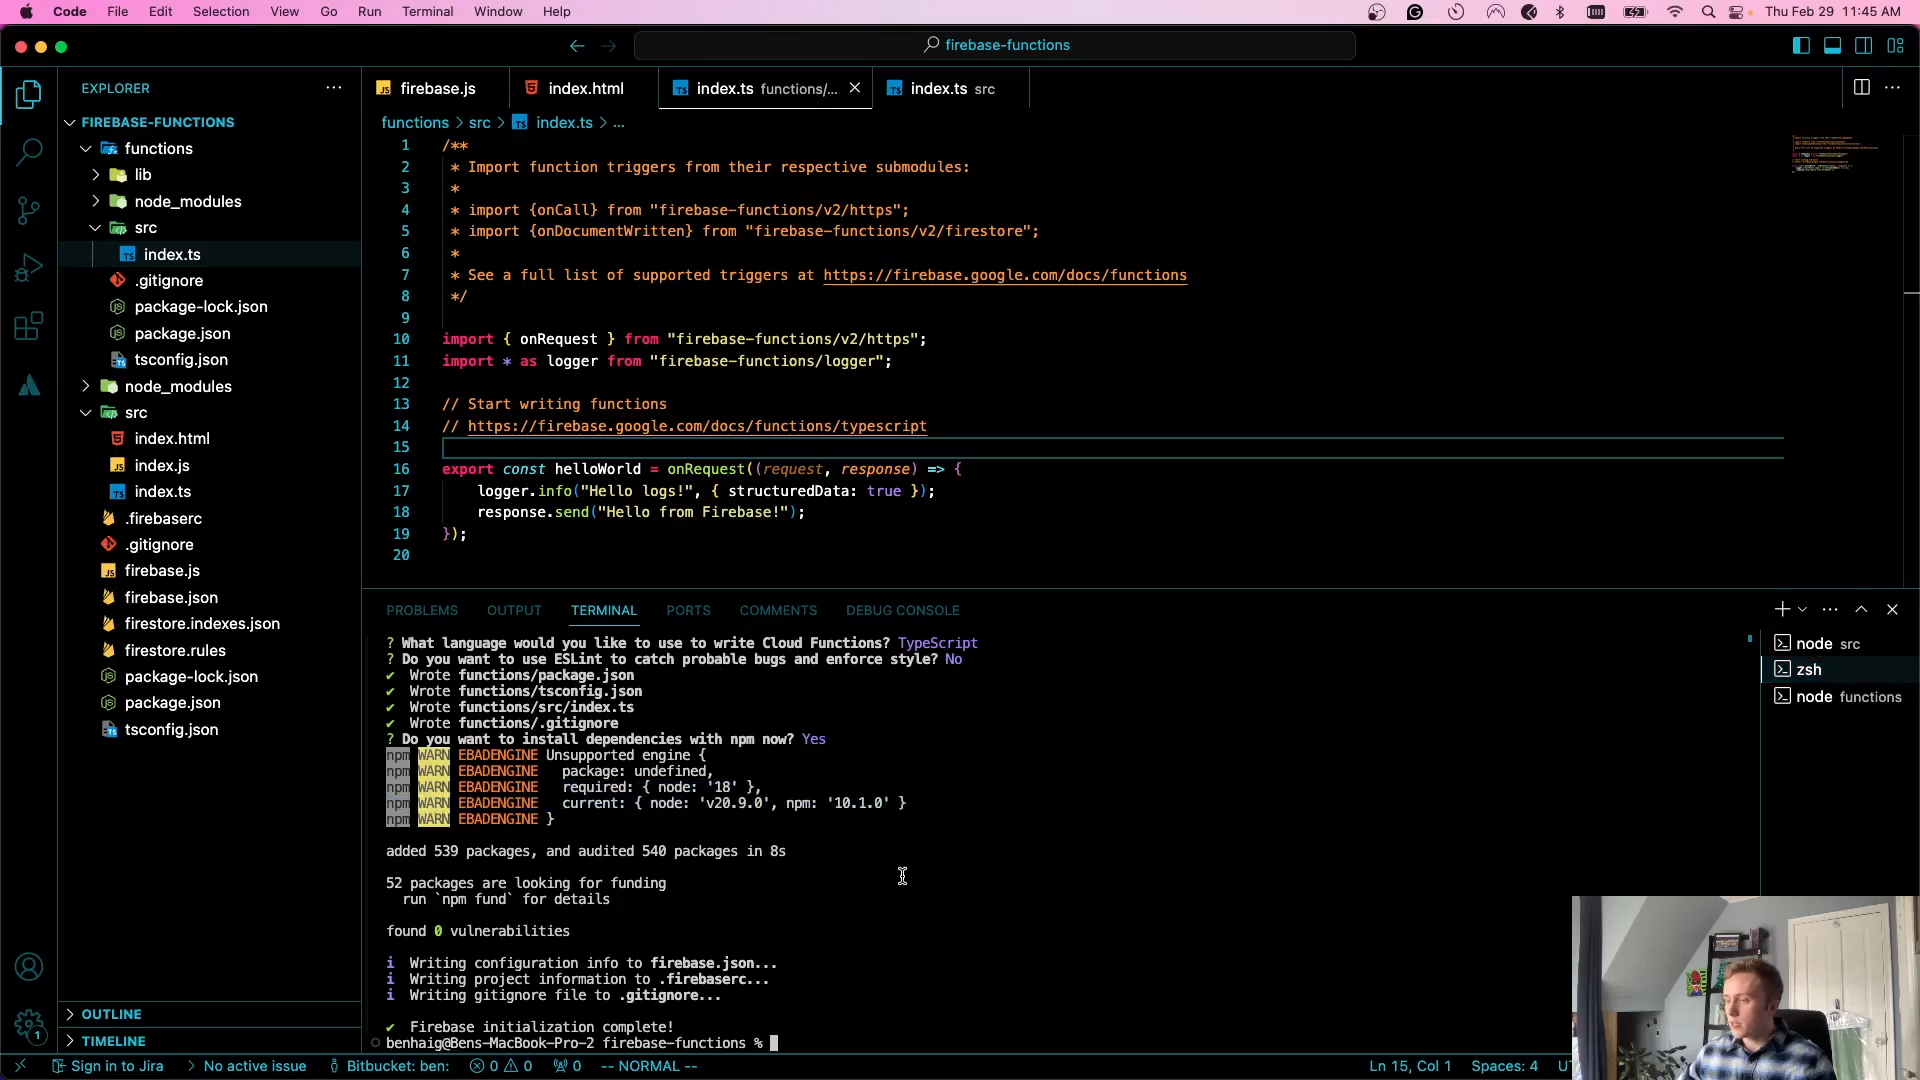 Code File Edit Selection View Go Run Terminal Window Help
Thu Feb 29 11:45 AM
firebase-functions
EXPLORER
FIREBASE-FUNCTIONS
functions
lib
node_modules
src
index.ts
.gitignore
package-lock.json
package.json
tsconfig.json
node_modules
src
index.html
index.js
index.ts
.firebaserc
.gitignore
firebase.js
firebase.json
firestore.indexes.json
firestore.rules
package-lock.json
package.json
tsconfig.json
OUTLINE
TIMELINE
firebase.js
index.html
index.ts functions/...
index.ts src
functions > src > index.ts > ...
1 /**
2 * Import function triggers from their respective submodules:
3 *
4 * import {onCall} from "firebase-functions/v2/https";
5 * import {onDocumentWritten} from "firebase-functions/v2/firestore";
6 *
7 * See a full list of supported triggers at https://firebase.google.com/docs/functions
8 */
9
10 import { onRequest } from "firebase-functions/v2/https";
11 import * as logger from "firebase-functions/logger";
12
13 // Start writing functions
14 // https://firebase.google.com/docs/functions/typescript
15
16 export const helloWorld = onRequest((request, response) => {
17 logger.info("Hello logs!", { structuredData: true });
18 response.send("Hello from Firebase!");
19 });
20
PROBLEMS OUTPUT TERMINAL PORTS COMMENTS DEBUG CONSOLE
? What language would you like to use to write Cloud Functions? TypeScript
? Do you want to use ESLint to catch probable bugs and enforce style? No
✔ Wrote functions/package.json
✔ Wrote functions/tsconfig.json
✔ Wrote functions/src/index.ts
✔ Wrote functions/.gitignore
? Do you want to install dependencies with npm now? Yes
npm WARN EBADENGINE Unsupported engine {
npm WARN EBADENGINE package: undefined,
npm WARN EBADENGINE required: { node: '18' },
npm WARN EBADENGINE current: { node: 'v20.9.0', npm: '10.1.0' }
npm WARN EBADENGINE }
added 539 packages, and audited 540 packages in 8s
52 packages are looking for funding
run `npm fund` for details
found 0 vulnerabilities
i Writing configuration info to firebase.json...
i Writing project information to .firebaserc...
i Writing gitignore file to .gitignore...
✔ Firebase initialization complete!
benhaig@Bens-MacBook-Pro-2 firebase-functions %
node src
zsh
node functions
1
Sign in to Jira No active issue Bitbucket: ben: 0 0 0 -- NORMAL --
Ln 15, Col 1 Spaces: 4